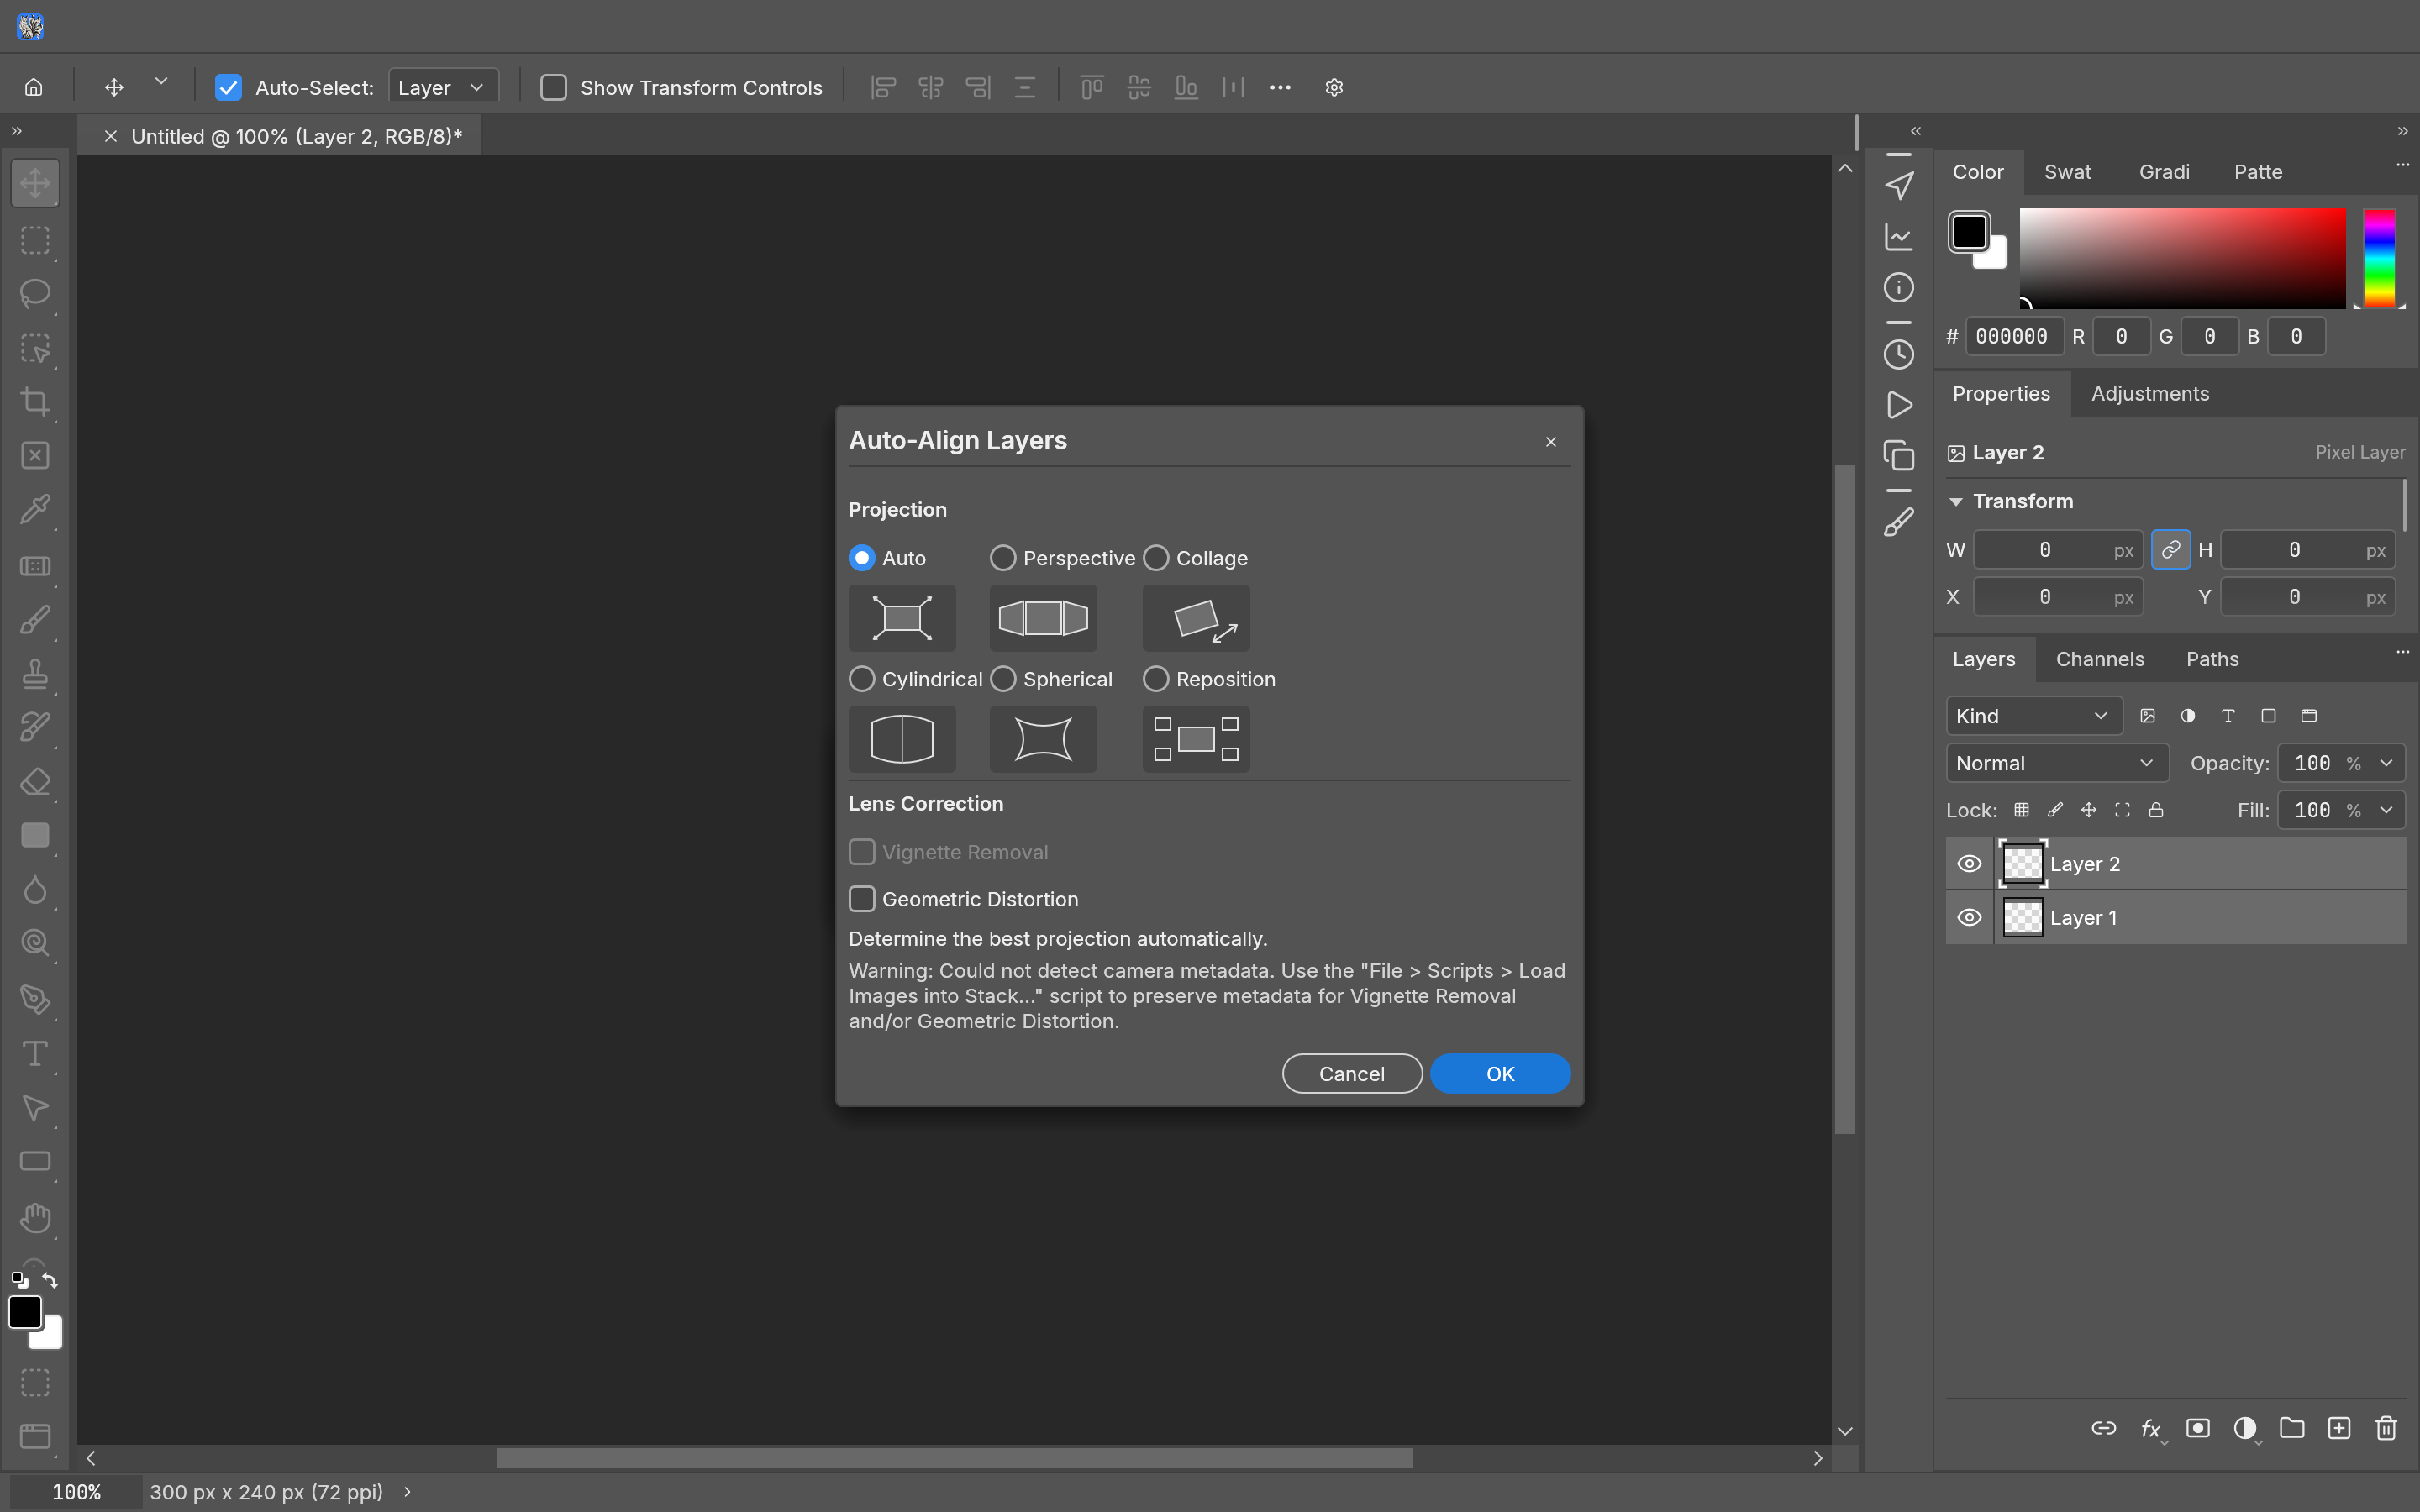 Auto-Select: Layer Show Transform Controls
Untitled @ 100% (Layer 2, RGB/8)*
Color Swat Gradi Patte
# 000000 R 0 G 0 B 0
Properties Adjustments
Layer 2 Pixel Layer
Transform
W 0 px H 0 px
X 0 px Y 0 px
Layers Channels Paths
Kind
Normal Opacity: 100 %
Lock: Fill: 100 %
Layer 2
Layer 1
fx
Auto-Align Layers
Projection
Auto Perspective Collage
Cylindrical Spherical Reposition
Lens Correction
Vignette Removal
Geometric Distortion
Determine the best projection automatically.
Warning: Could not detect camera metadata. Use the "File > Scripts > Load
Images into Stack..." script to preserve metadata for Vignette Removal
and/or Geometric Distortion.
Cancel OK
100% 300 px x 240 px (72 ppi)